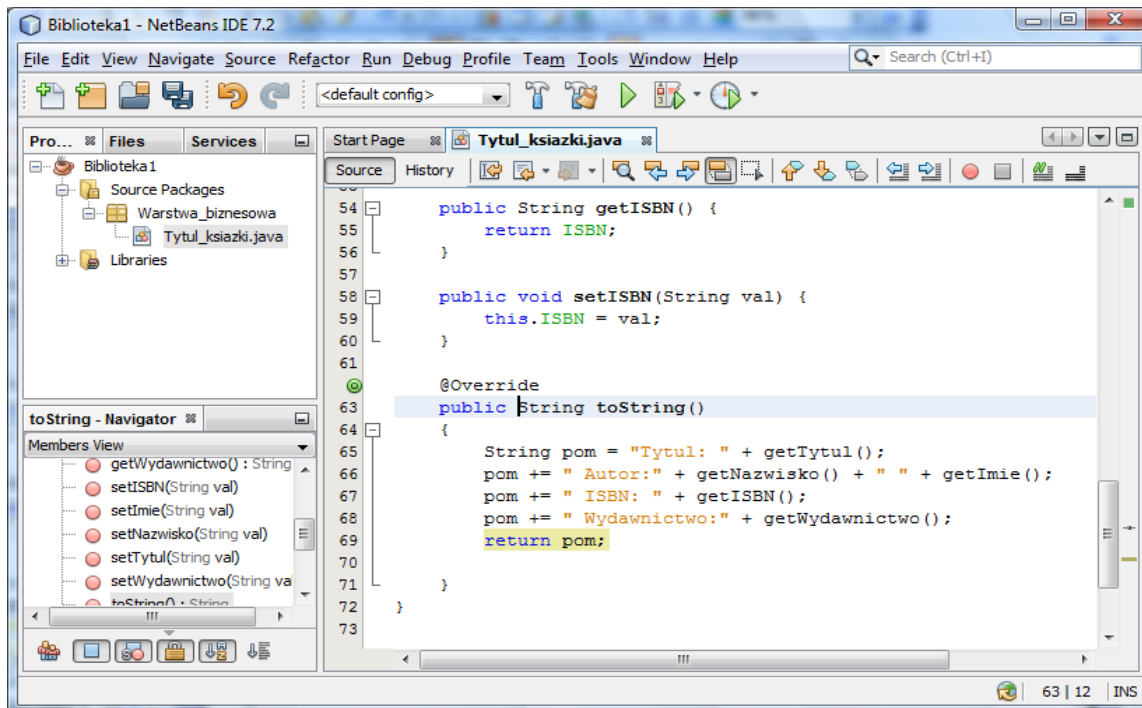 Biblioteka1 - NetBeans IDE 7.2
File Edit View Navigate Source Refactor Run Debug Profile Team Tools Window Help
Search (Ctrl+I)
<default config>
Pro... Files Services
Biblioteka1
Source Packages
Warstwa_biznesowa
Tytul_ksiazki.java
Libraries
toString - Navigator
Members View
getWydawnictwo() : String
setISBN(String val)
setImie(String val)
setNazwisko(String val)
setTytul(String val)
setWydawnictwo(String va
toString() : String
Start Page Tytul_ksiazki.java
Source History
54 public String getISBN() {
55 return ISBN;
56 }
57
58 public void setISBN(String val) {
59 this.ISBN = val;
60 }
61
@Override
63 public String toString()
64 {
65 String pom = "Tytul: " + getTytul();
66 pom += " Autor:" + getNazwisko() + " " + getImie();
67 pom += " ISBN: " + getISBN();
68 pom += " Wydawnictwo:" + getWydawnictwo();
69 return pom;
70
71 }
72 }
73
63 | 12 INS